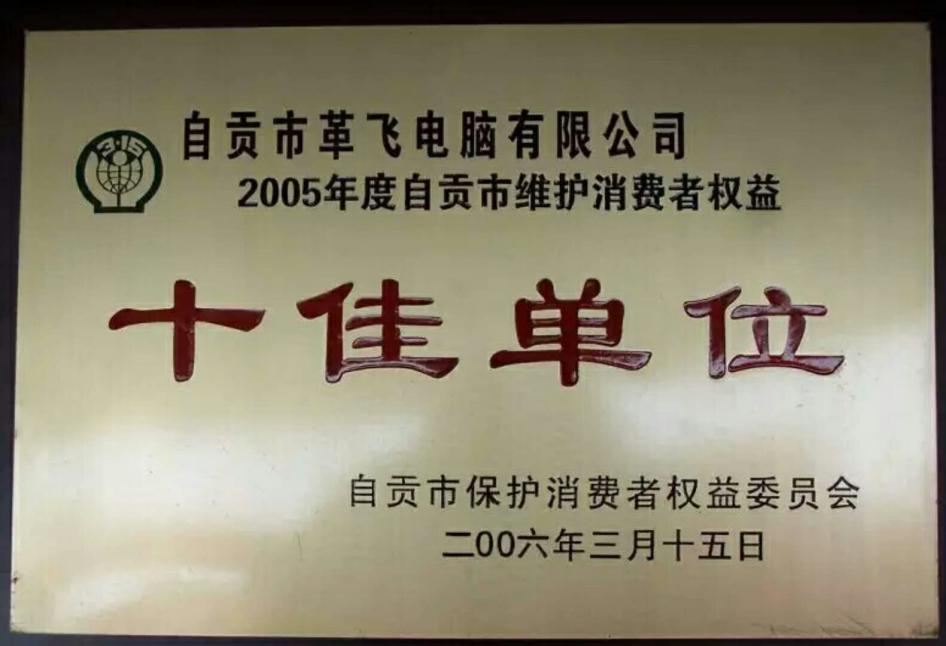 3·15
自贡市革飞电脑有限公司
2005年度自贡市维护消费者权益
十佳单位
自贡市保护消费者权益委员会
二00六年三月十五日